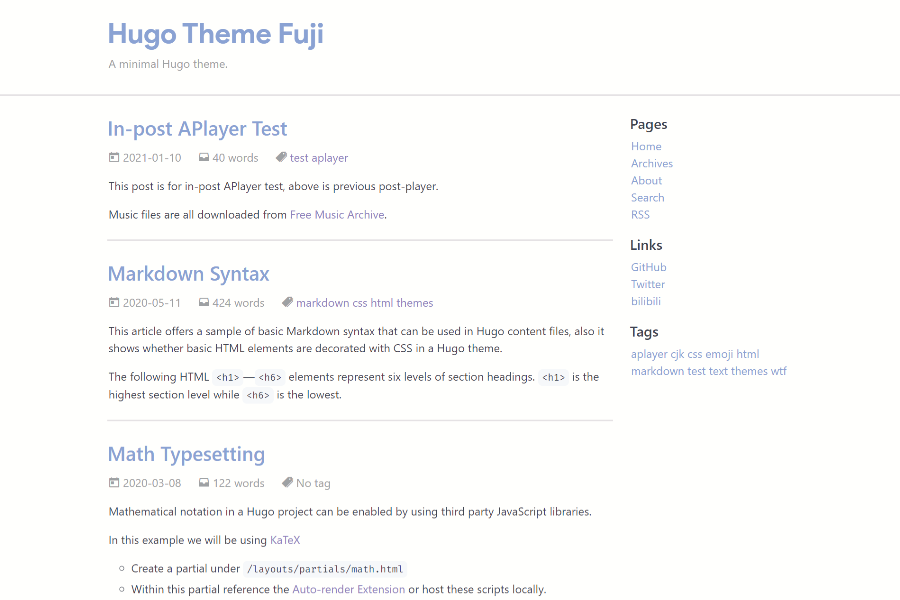 Hugo Theme Fuji
A minimal Hugo theme.
In-post APlayer Test
2021-01-10 40 words test aplayer
This post is for in-post APlayer test, above is previous post-player.
Music files are all downloaded from Free Music Archive.
Markdown Syntax
2020-05-11 424 words markdown css html themes
This article offers a sample of basic Markdown syntax that can be used in Hugo content files, also it
shows whether basic HTML elements are decorated with CSS in a Hugo theme.
The following HTML <h1> — <h6> elements represent six levels of section headings. <h1> is the
highest section level while <h6> is the lowest.
Math Typesetting
2020-03-08 122 words No tag
Mathematical notation in a Hugo project can be enabled by using third party JavaScript libraries.
In this example we will be using KaTeX
Create a partial under /layouts/partials/math.html
Within this partial reference the Auto-render Extension or host these scripts locally.
Pages
Home
Archives
About
Search
RSS
Links
GitHub
Twitter
bilibili
Tags
aplayer cjk css emoji html
markdown test text themes wtf